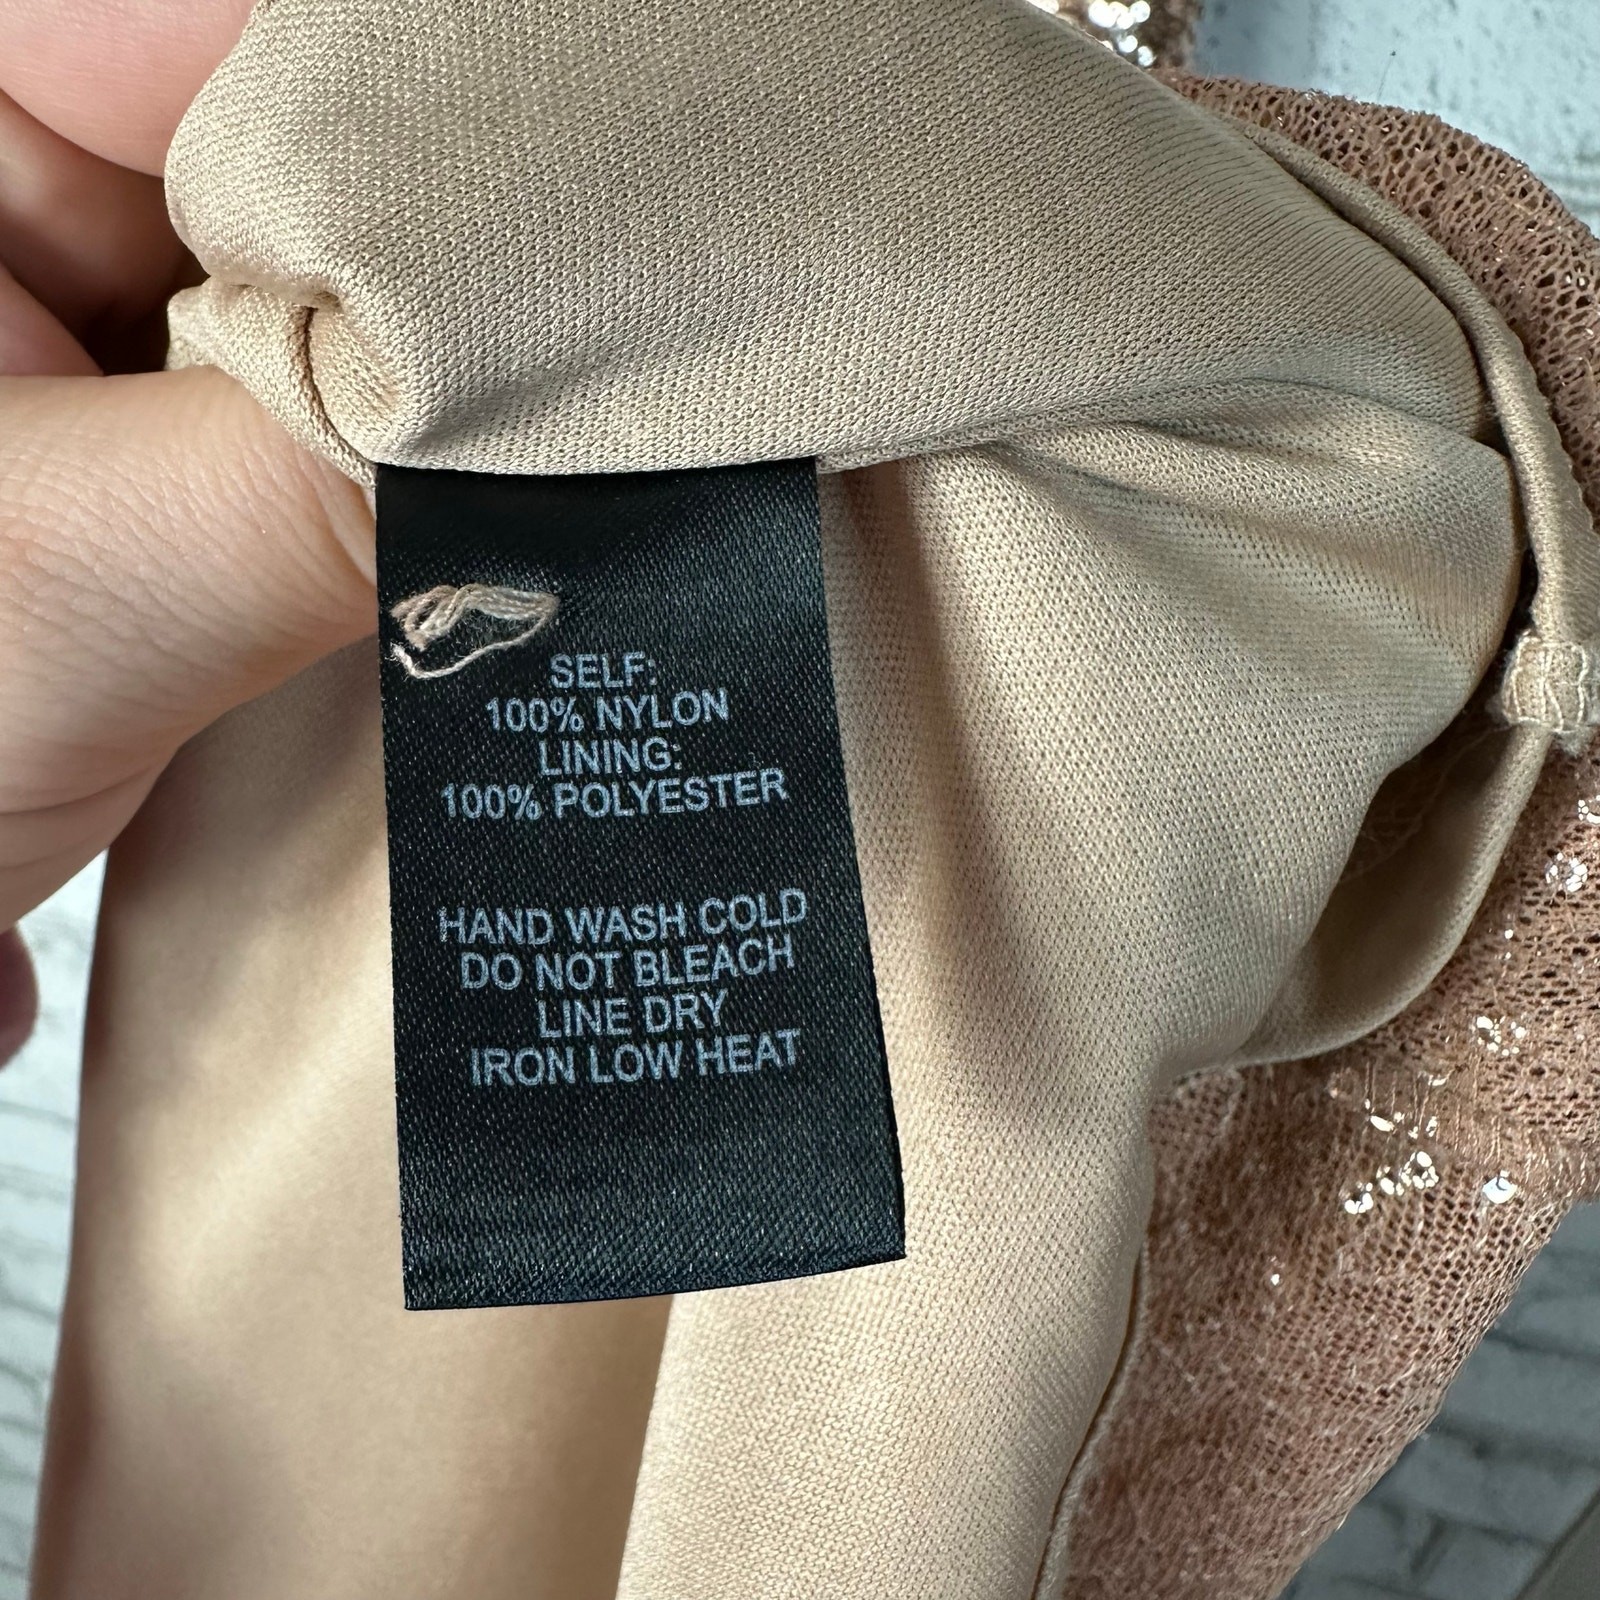 SELF:
100% NYLON
LINING:
100% POLYESTER
HAND WASH COLD
DO NOT BLEACH
LINE DRY
IRON LOW HEAT